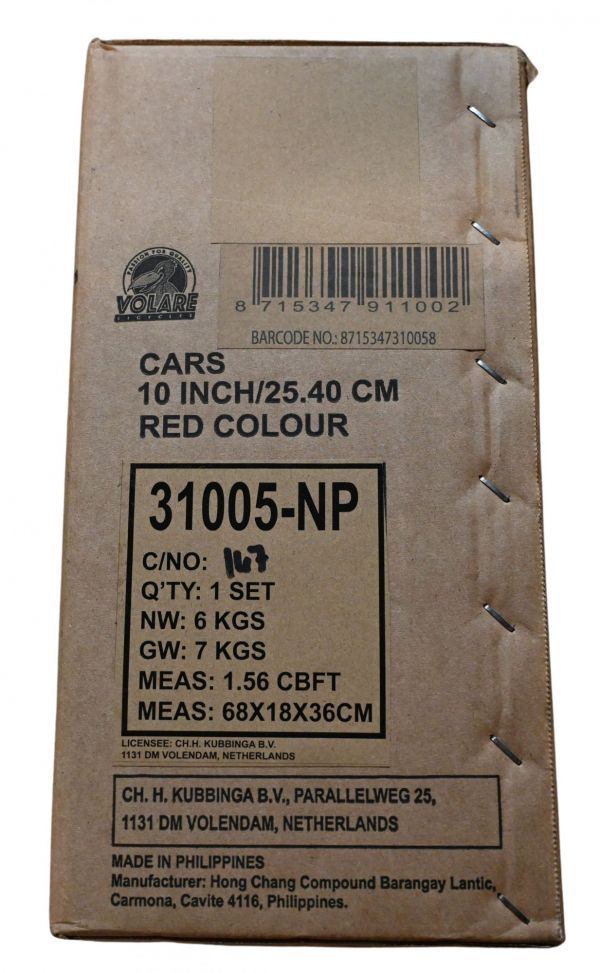 PASSION FOR QUALITY
VOLARE
BICYCLES
8 715347 911002
BARCODE NO.: 8715347310058
CARS
10 INCH/25.40 CM
RED COLOUR
31005-NP
C/NO: 147
Q'TY: 1 SET
NW: 6 KGS
GW: 7 KGS
MEAS: 1.56 CBFT
MEAS: 68X18X36CM
LICENSEE: CH.H. KUBBINGA B.V.
1131 DM VOLENDAM, NETHERLANDS
CH. H. KUBBINGA B.V., PARALLELWEG 25,
1131 DM VOLENDAM, NETHERLANDS
MADE IN PHILIPPINES
Manufacturer: Hong Chang Compound Barangay Lantic,
Carmona, Cavite 4116, Philippines.